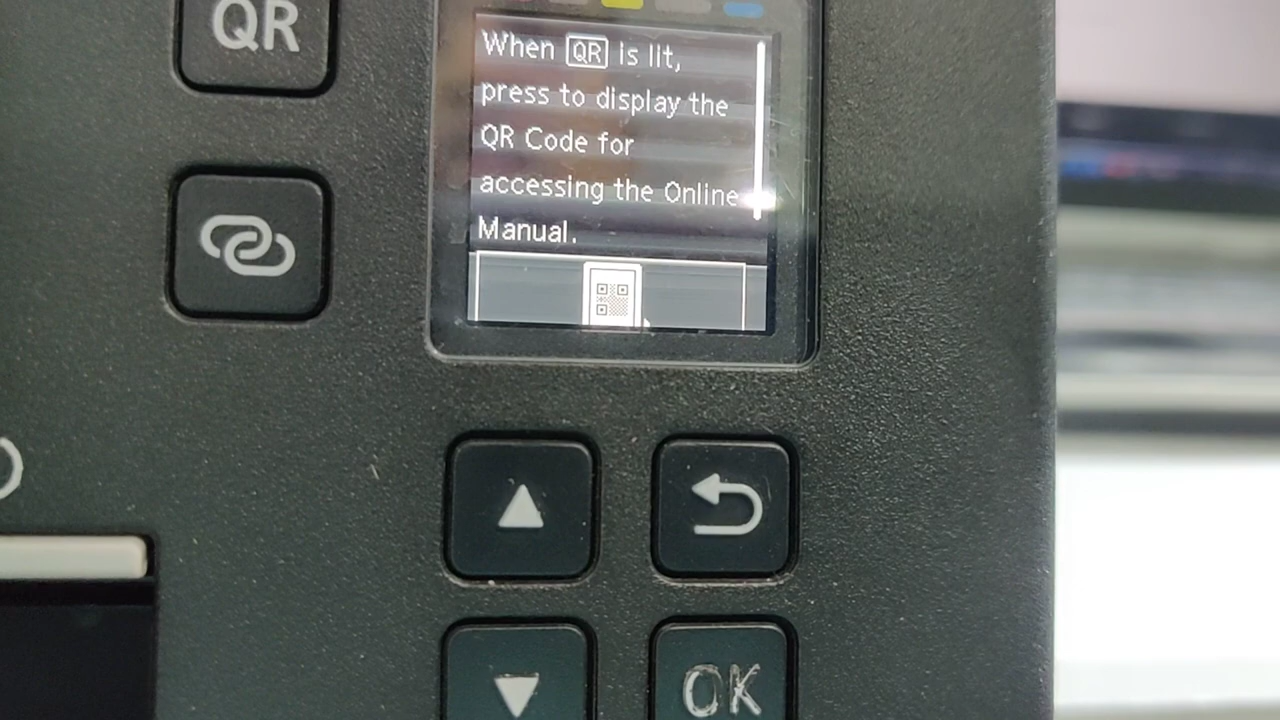 QR
When QR is lit,
press to display the
QR Code for
accessing the Online
Manual.
OK